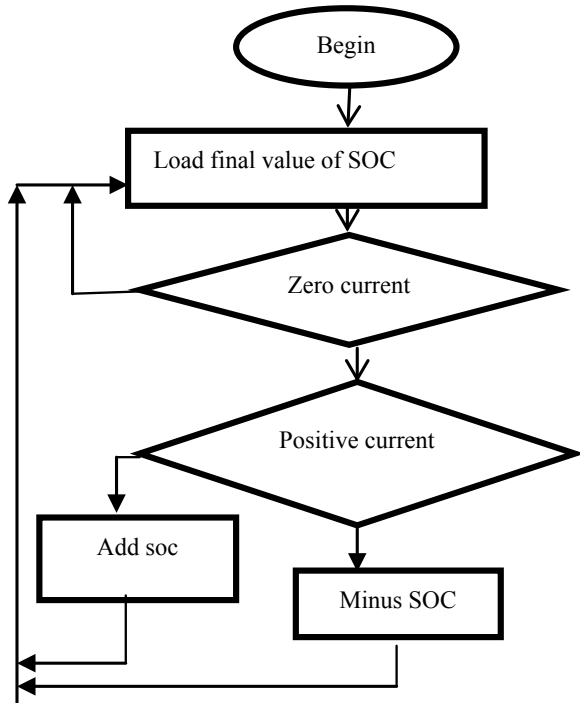 Begin
Load final value of SOC
Zero current
Positive current
Add soc
Minus SOC